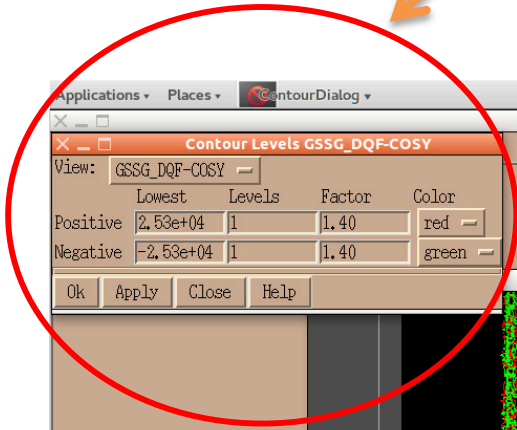 Applications Places ContourDialog
Contour Levels GSSG_DQF-COSY
View: GSSG_DQF-COSY
Lowest Levels Factor Color
Positive 2.53e+04 1 1.40 red
Negative -2.53e+04 1 1.40 green
Ok Apply Close Help